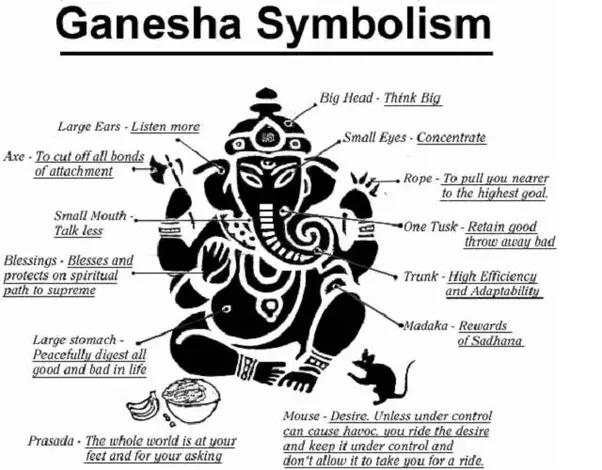 Ganesha Symbolism
Big Head - Think Big
Large Ears - Listen more
Small Eyes - Concentrate
Axe - To cut off all bonds
of attachment
Rope - To pull you nearer
to the highest goal.
Small Mouth -
Talk less
One Tusk - Retain good
throw away bad
Blessings - Blesses and
protects on spiritual
path to supreme
Trunk - High Efficiency
and Adaptability
Madaka - Rewards
of Sadhana
Large stomach -
Peacefully digest all
good and bad in life
Mouse - Desire. Unless under control
can cause havoc. you ride the desire
and keep it under control and
don't allow it to take you for a ride.
Prasada - The whole world is at your
feet and for your asking